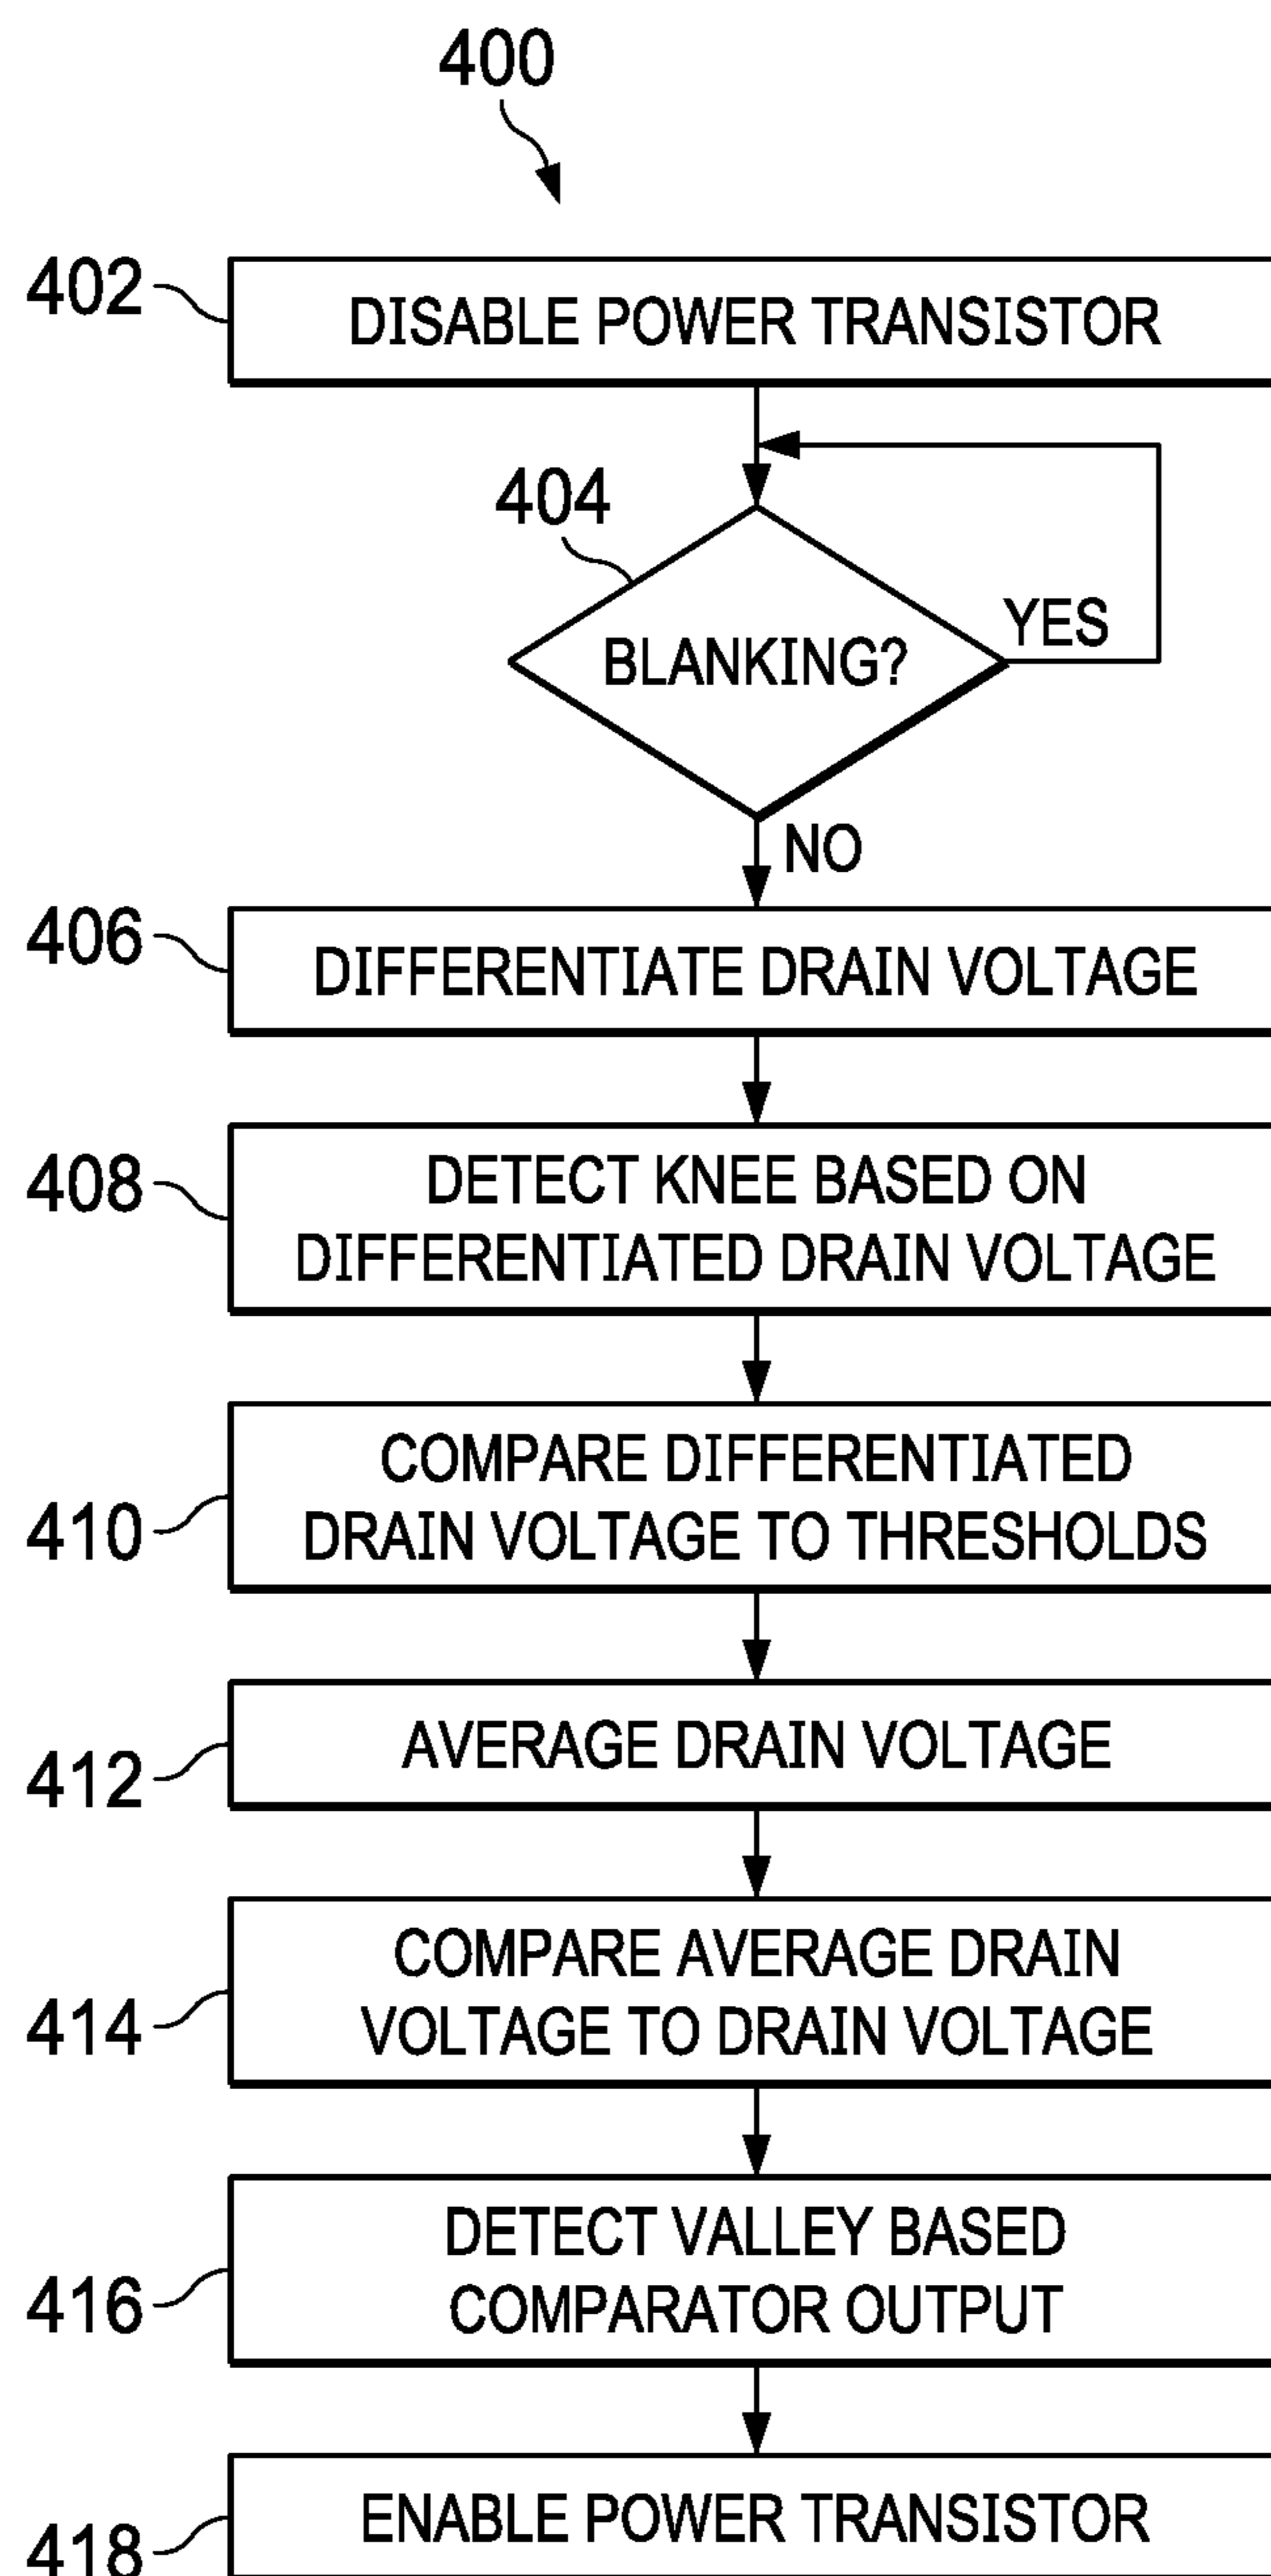 400
402
DISABLE POWER TRANSISTOR
404
BLANKING?
YES
NO
406
DIFFERENTIATE DRAIN VOLTAGE
408
DETECT KNEE BASED ON
DIFFERENTIATED DRAIN VOLTAGE
410
COMPARE DIFFERENTIATED
DRAIN VOLTAGE TO THRESHOLDS
412
AVERAGE DRAIN VOLTAGE
414
COMPARE AVERAGE DRAIN
VOLTAGE TO DRAIN VOLTAGE
416
DETECT VALLEY BASED
COMPARATOR OUTPUT
418
ENABLE POWER TRANSISTOR